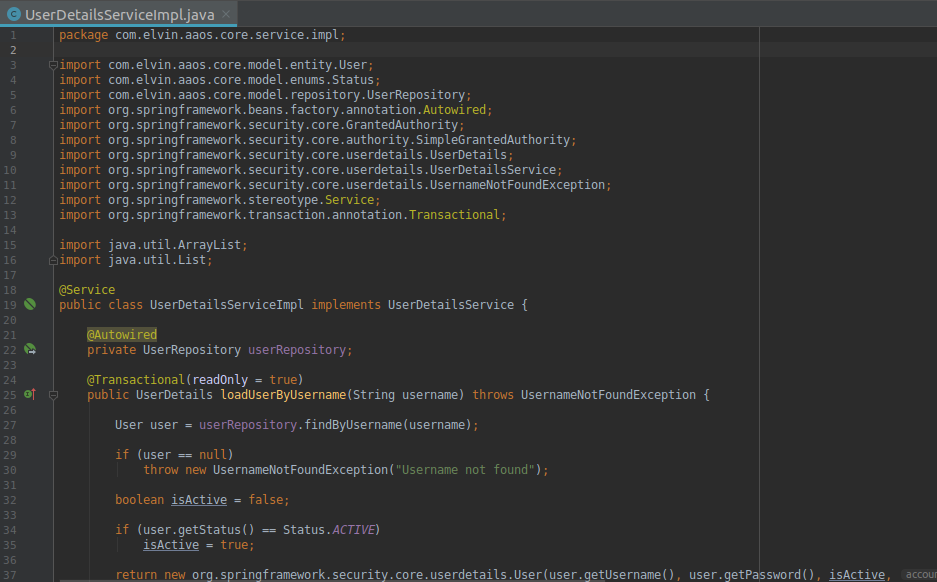 UserDetailsServiceImpl.java
1 package com.elvin.aaos.core.service.impl;
2
3 import com.elvin.aaos.core.model.entity.User;
4 import com.elvin.aaos.core.model.enums.Status;
5 import com.elvin.aaos.core.model.repository.UserRepository;
6 import org.springframework.beans.factory.annotation.Autowired;
7 import org.springframework.security.core.GrantedAuthority;
8 import org.springframework.security.core.authority.SimpleGrantedAuthority;
9 import org.springframework.security.core.userdetails.UserDetails;
10 import org.springframework.security.core.userdetails.UserDetailsService;
11 import org.springframework.security.core.userdetails.UsernameNotFoundException;
12 import org.springframework.stereotype.Service;
13 import org.springframework.transaction.annotation.Transactional;
14
15 import java.util.ArrayList;
16 import java.util.List;
17
18 @Service
19 public class UserDetailsServiceImpl implements UserDetailsService {
20
21 @Autowired
22 private UserRepository userRepository;
23
24 @Transactional(readOnly = true)
25 public UserDetails loadUserByUsername(String username) throws UsernameNotFoundException {
26
27 User user = userRepository.findByUsername(username);
28
29 if (user == null)
30 throw new UsernameNotFoundException("Username not found");
31
32 boolean isActive = false;
33
34 if (user.getStatus() == Status.ACTIVE)
35 isActive = true;
36
37 return new org.springframework.security.core.userdetails.User(user.getUsername(), user.getPassword(), isActive,